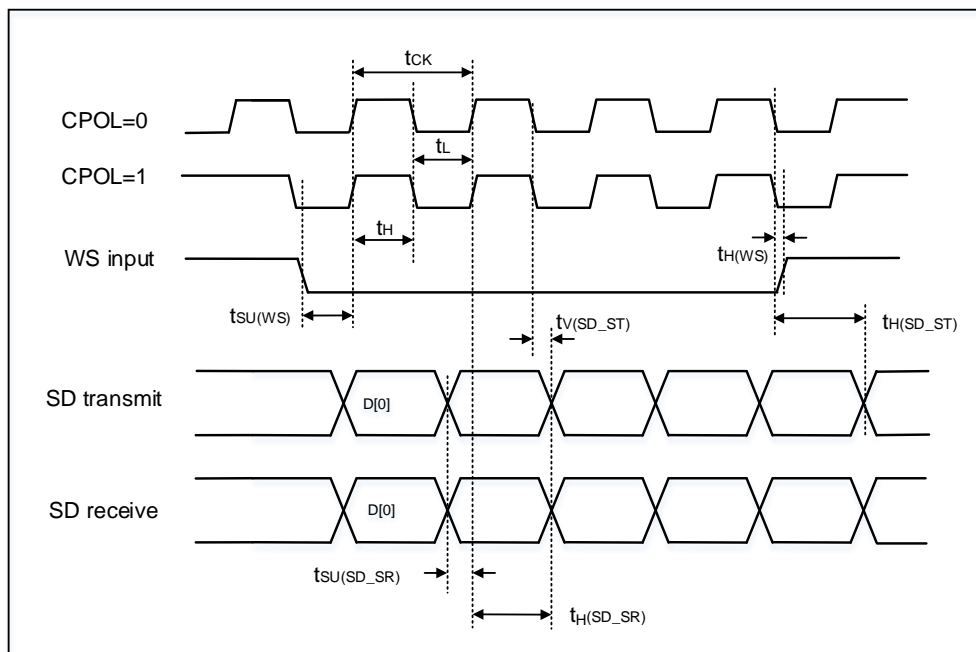 tCK
CPOL=0
tL
CPOL=1
tH
tH(WS)
WS input
tSU(WS)
tV(SD_ST)
tH(SD_ST)
SD transmit
D[0]
SD receive
D[0]
tSU(SD_SR)
tH(SD_SR)